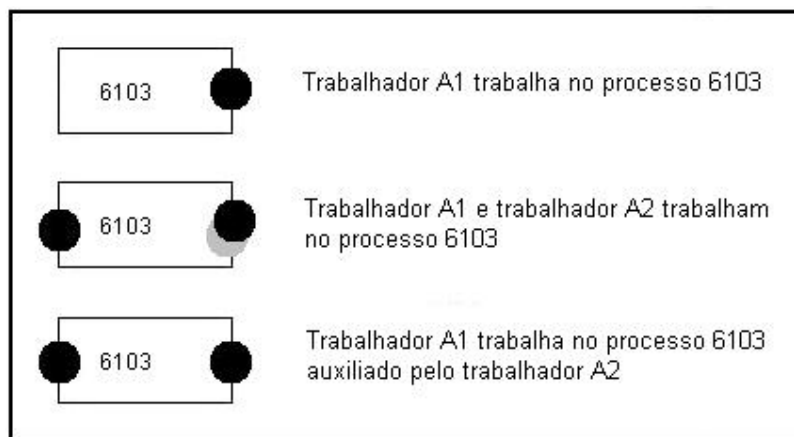 6103
Trabalhador A1 trabalha no processo 6103
6103
Trabalhador A1 e trabalhador A2 trabalham
no processo 6103
6103
Trabalhador A1 trabalha no processo 6103
auxiliado pelo trabalhador A2